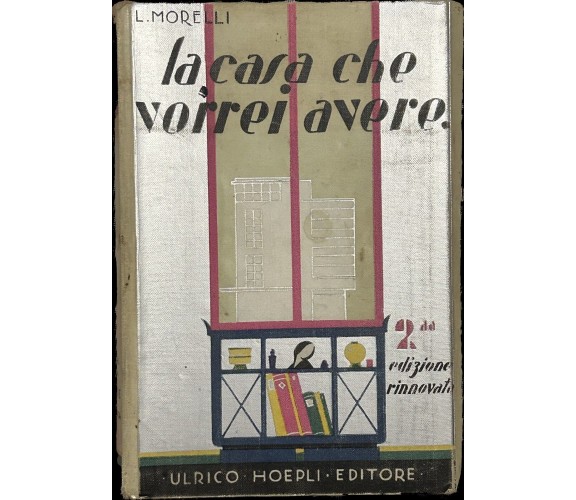 L. MORELLI
la casa che
vorrei avere.
2da
edizione
rinnovata
· ULRICO · HOEPLI · EDITORE ·